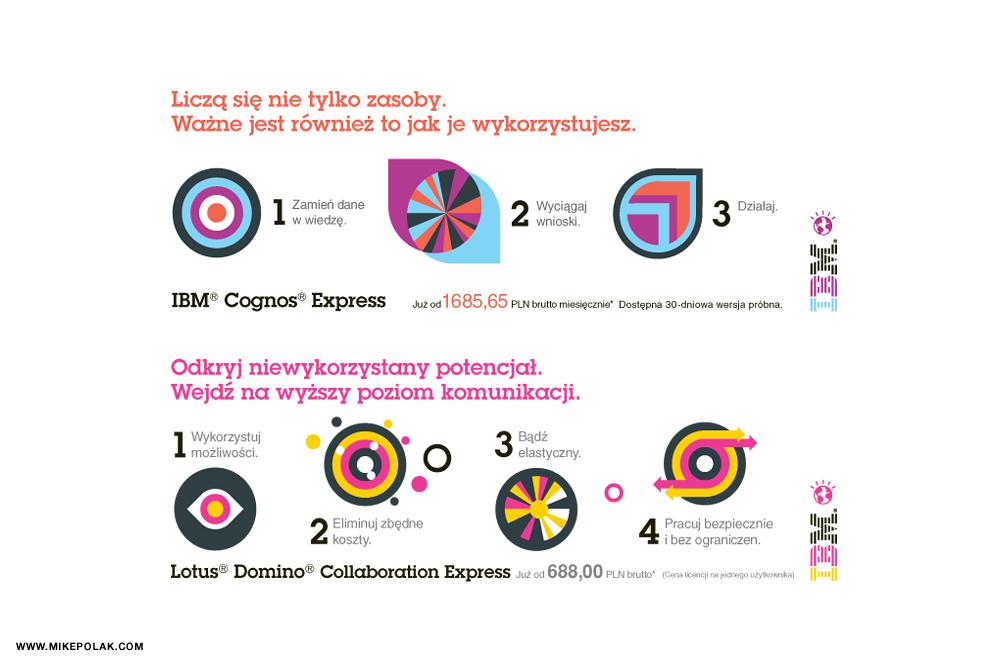 Liczą się nie tylko zasoby.
Ważne jest również to jak je wykorzystujesz.
1 Zamień dane
w wiedzę.
2 Wyciągaj
wnioski.
3 Działaj.
IBM® Cognos® Express
Już od 1685,65 PLN brutto miesięcznie* Dostępna 30-dniowa wersja próbna.
IBM®
Odkryj niewykorzystany potencjał.
Wejdź na wyższy poziom komunikacji.
1 Wykorzystuj
możliwości.
2 Eliminuj zbędne
koszty.
3 Bądź
elastyczny.
4 Pracuj bezpiecznie
i bez ograniczen.
Lotus® Domino® Collaboration Express Już od 688,00 PLN brutto* (Cena licencji na jednego użytkownika)
IBM®
WWW.MIKEPOLAK.COM